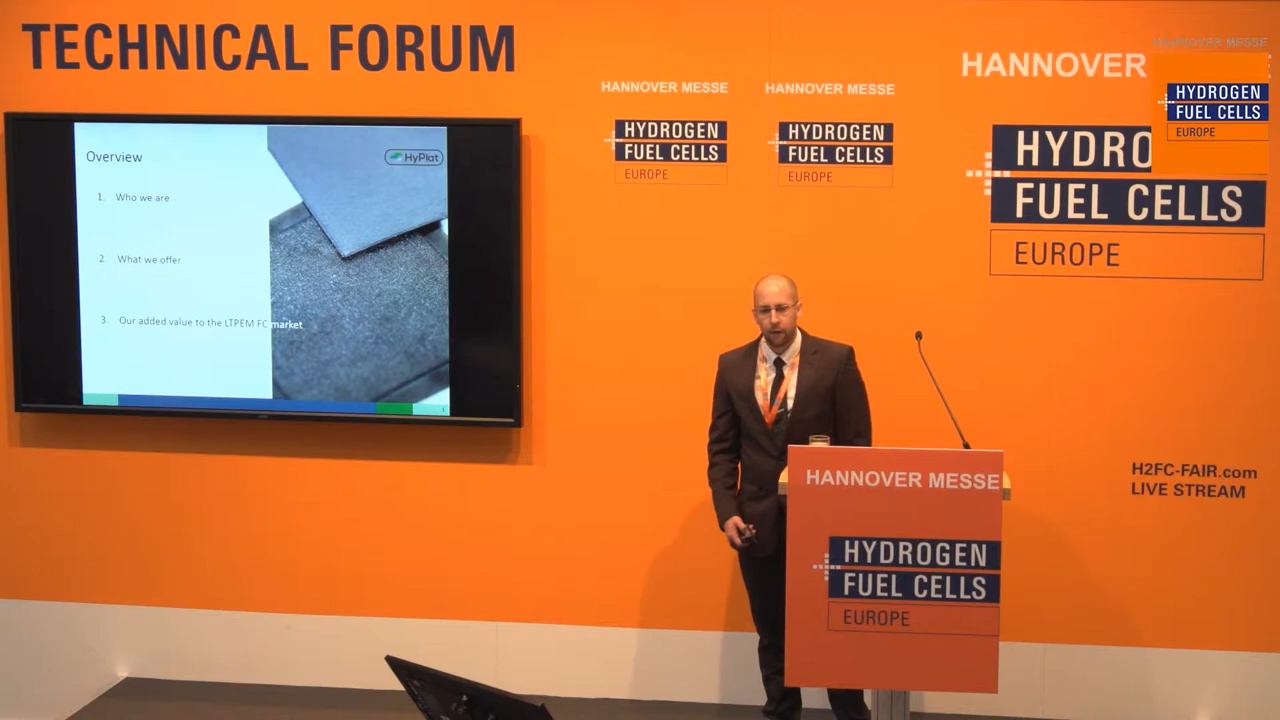 TECHNICAL FORUM
Overview
HyPlat
1. Who we are
2. What we offer
3. Our added value to the LTPEM FC market
1
HANNOVER MESSE
HYDROGEN
FUEL CELLS
EUROPE
HANNOVER MESSE
HYDROGEN
FUEL CELLS
EUROPE
HANNOVER
HYDRO
FUEL CELLS
EUROPE
HANNOVER MESSE
HYDROGEN
FUEL CELLS
EUROPE
H2FC-FAIR.com
LIVE STREAM
HANNOVER MESSE
HYDROGEN
FUEL CELLS
EUROPE